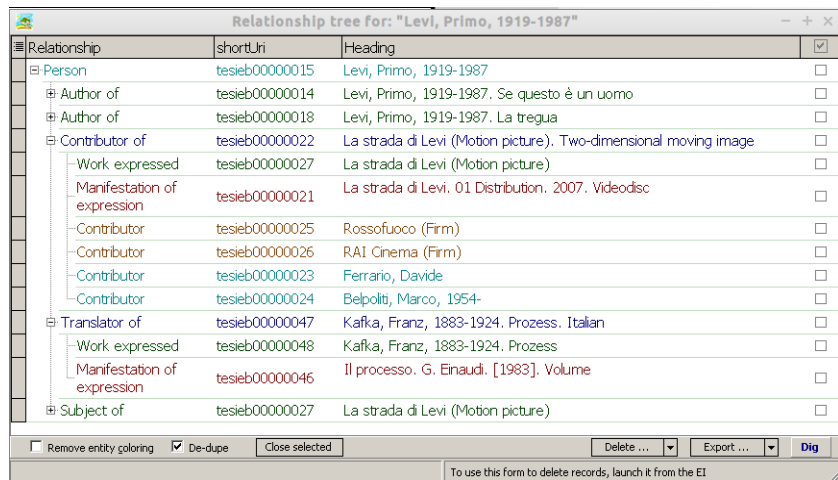 Relationship tree for: "Levi, Primo, 1919-1987"
Relationship shortUri Heading
Person tesieb00000015 Levi, Primo, 1919-1987
Author of tesieb00000014 Levi, Primo, 1919-1987. Se questo è un uomo
Author of tesieb00000018 Levi, Primo, 1919-1987. La tregua
Contributor of tesieb00000022 La strada di Levi (Motion picture). Two-dimensional moving image
Work expressed tesieb00000027 La strada di Levi (Motion picture)
Manifestation of expression tesieb00000021 La strada di Levi. 01 Distribution. 2007. Videodisc
Contributor tesieb00000025 Rossofuoco (Firm)
Contributor tesieb00000026 RAI Cinema (Firm)
Contributor tesieb00000023 Ferrario, Davide
Contributor tesieb00000024 Belpoliti, Marco, 1954-
Translator of tesieb00000047 Kafka, Franz, 1883-1924. Prozess. Italian
Work expressed tesieb00000048 Kafka, Franz, 1883-1924. Prozess
Manifestation of expression tesieb00000046 Il processo. G. Einaudi. [1983]. Volume
Subject of tesieb00000027 La strada di Levi (Motion picture)
Remove entity coloring De-dupe Close selected Delete ... Export ... Dig
To use this form to delete records, launch it from the EI